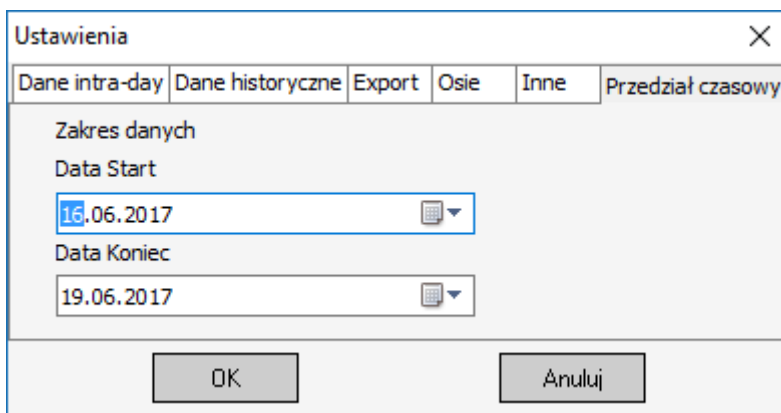 Ustawienia
Dane intra-day Dane historyczne Export Osie Inne Przedział czasowy
Zakres danych
Data Start
16.06.2017
Data Koniec
19.06.2017
OK Anuluj